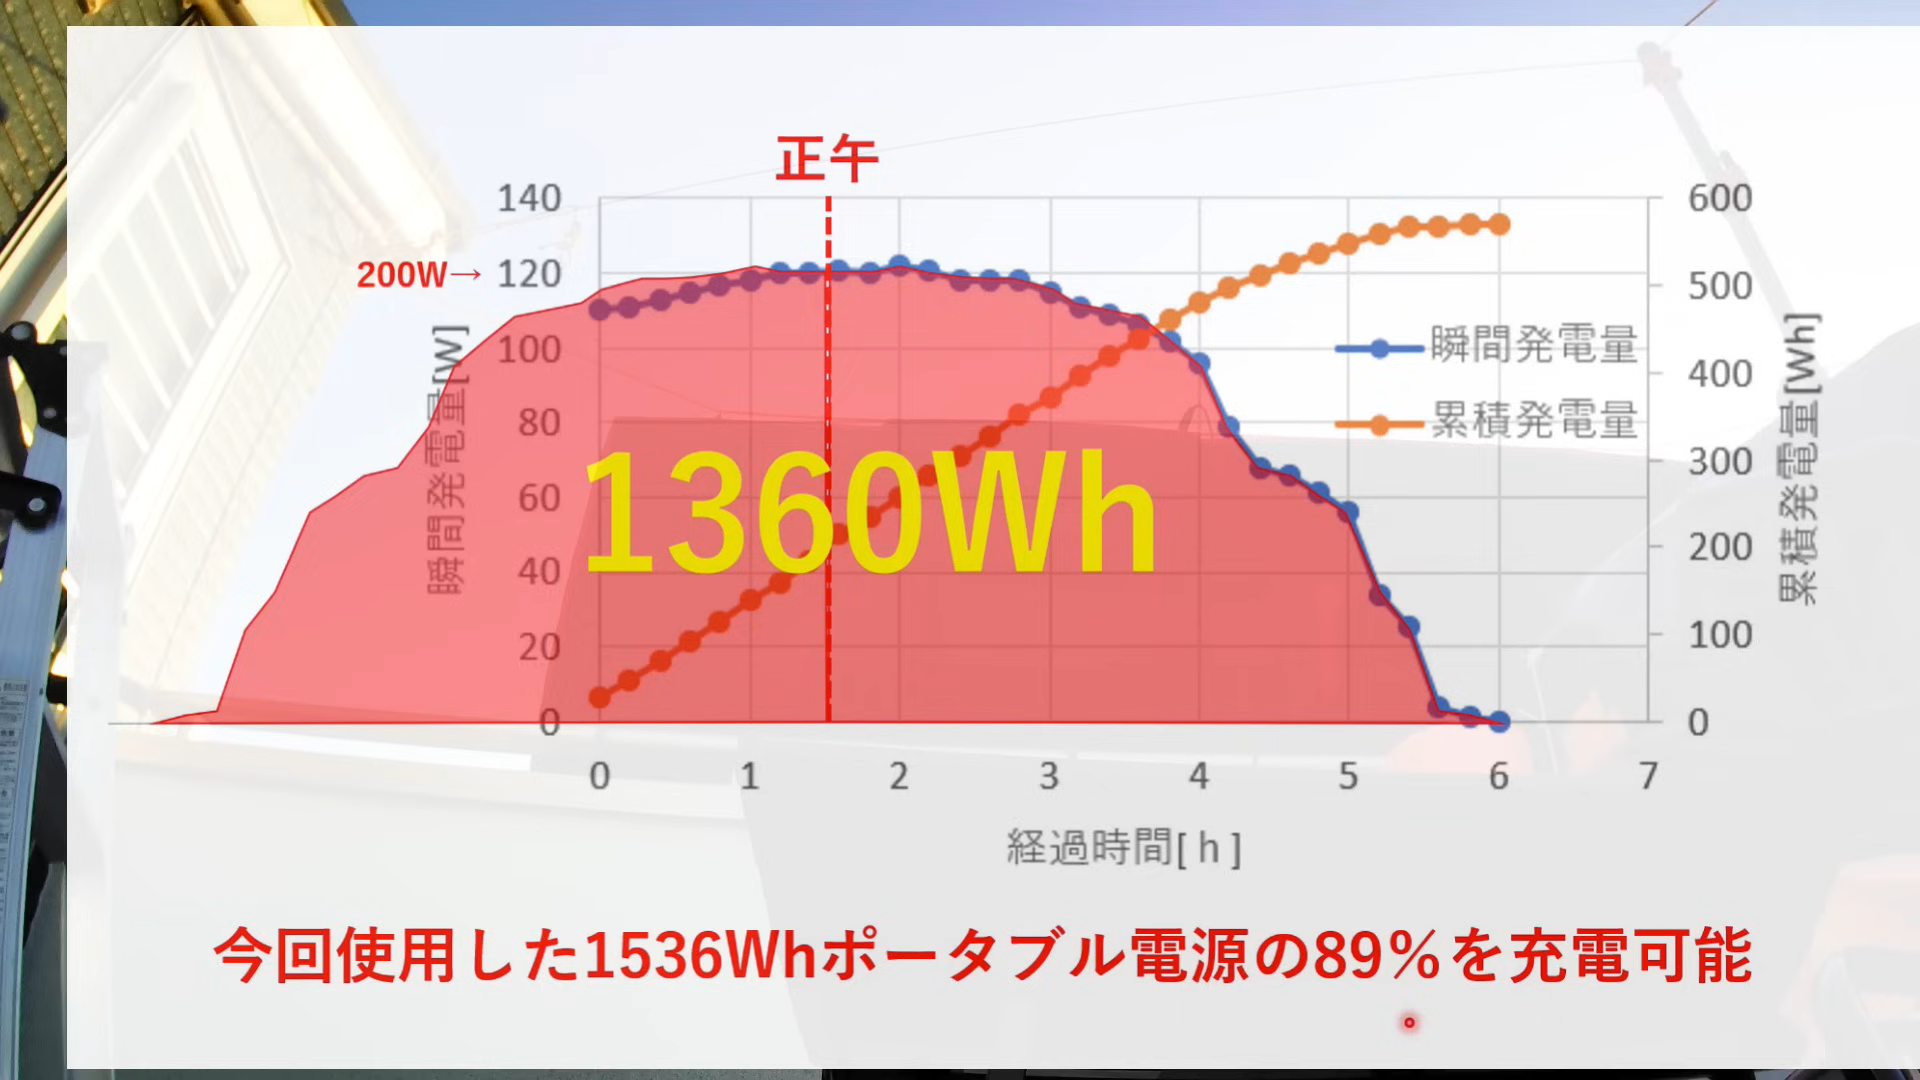 正午
200W→
140
120
100
80
60
40
20
0
瞬間発電量[W]
600
500
400
300
200
100
0
累積発電量[Wh]
瞬間発電量
累積発電量
1360Wh
0 1 2 3 4 5 6 7
経過時間[ｈ]
今回使用した1536Whポータブル電源の89％を充電可能